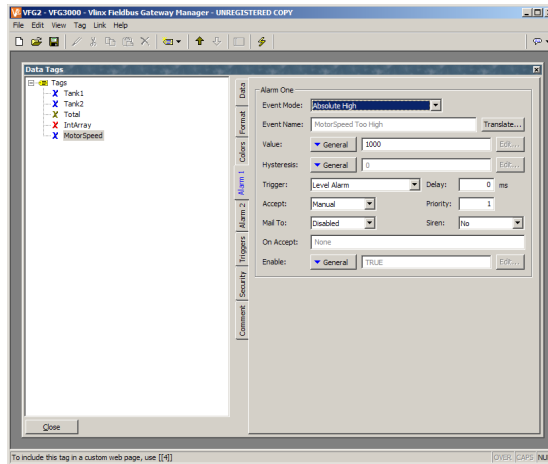 VFG2 - VFG3000 - Vlinx Fieldbus Gateway Manager - UNREGISTERED COPY
File Edit View Tag Link Help
Data Tags
Tags
Tank1
Tank2
Total
IntArray
MotorSpeed
Data
Format
Colors
Alarm 1
Alarm 2
Triggers
Security
Comment
Alarm One
Event Mode: Absolute High
Event Name: MotorSpeed Too High Translate...
Value: General 1000 Edit...
Hysteresis: General 0 Edit...
Trigger: Level Alarm Delay: 0 ms
Accept: Manual Priority: 1
Mail To: Disabled Siren: No
On Accept: None
Enable: General TRUE Edit...
Close
To include this tag in a custom web page, use [[4]] OVER CAPS NU